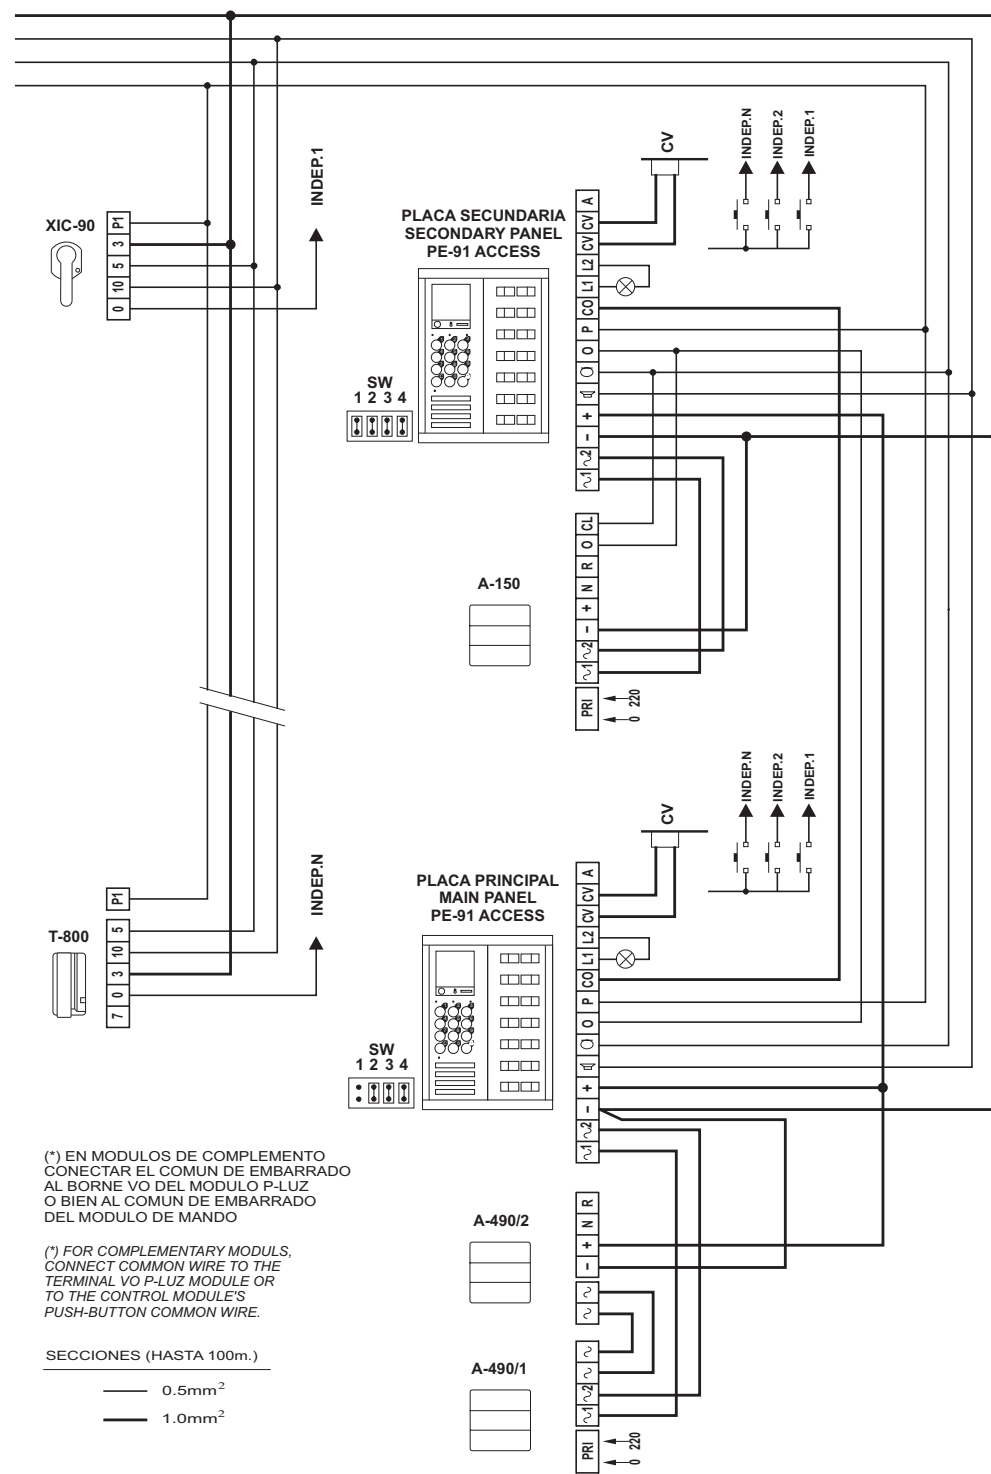 INDEP.N
INDEP.2
INDEP.1
CV
INDEP.1
XIC-90
P1
3
5
10
0
PLACA SECUNDARIA
SECONDARY PANEL
PE-91 ACCESS
SW
1 2 3 4
A
CV
CV
L2
L1
CO
P
O
+
-
~2
~1
A-150
CL
O
R
N
+
-
~2
~1
PRI
0 220
INDEP.N
INDEP.2
INDEP.1
CV
INDEP.N
T-800
P1
5
10
3
0
7
PLACA PRINCIPAL
MAIN PANEL
PE-91 ACCESS
SW
1 2 3 4
A
CV
CV
L2
L1
CO
P
O
+
-
~2
~1
A-490/2
R
N
+
-
~
~
A-490/1
~
~
~2
~1
PRI
0 220
(*) EN MODULOS DE COMPLEMENTO
CONECTAR EL COMUN DE EMBARRADO
AL BORNE VO DEL MODULO P-LUZ
O BIEN AL COMUN DE EMBARRADO
DEL MODULO DE MANDO
(*) FOR COMPLEMENTARY MODULS,
CONNECT COMMON WIRE TO THE
TERMINAL VO P-LUZ MODULE OR
TO THE CONTROL MODULE'S
PUSH-BUTTON COMMON WIRE.
SECCIONES (HASTA 100m.)
0.5mm²
1.0mm²